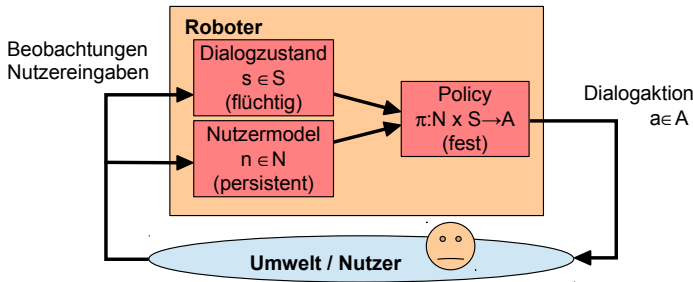 Roboter
Beobachtungen
Nutzereingaben
Dialogzustand
s ∈ S
(flüchtig)
Nutzermodel
n ∈ N
(persistent)
Policy
π:N x S→A
(fest)
Dialogaktion
a∈A
Umwelt / Nutzer